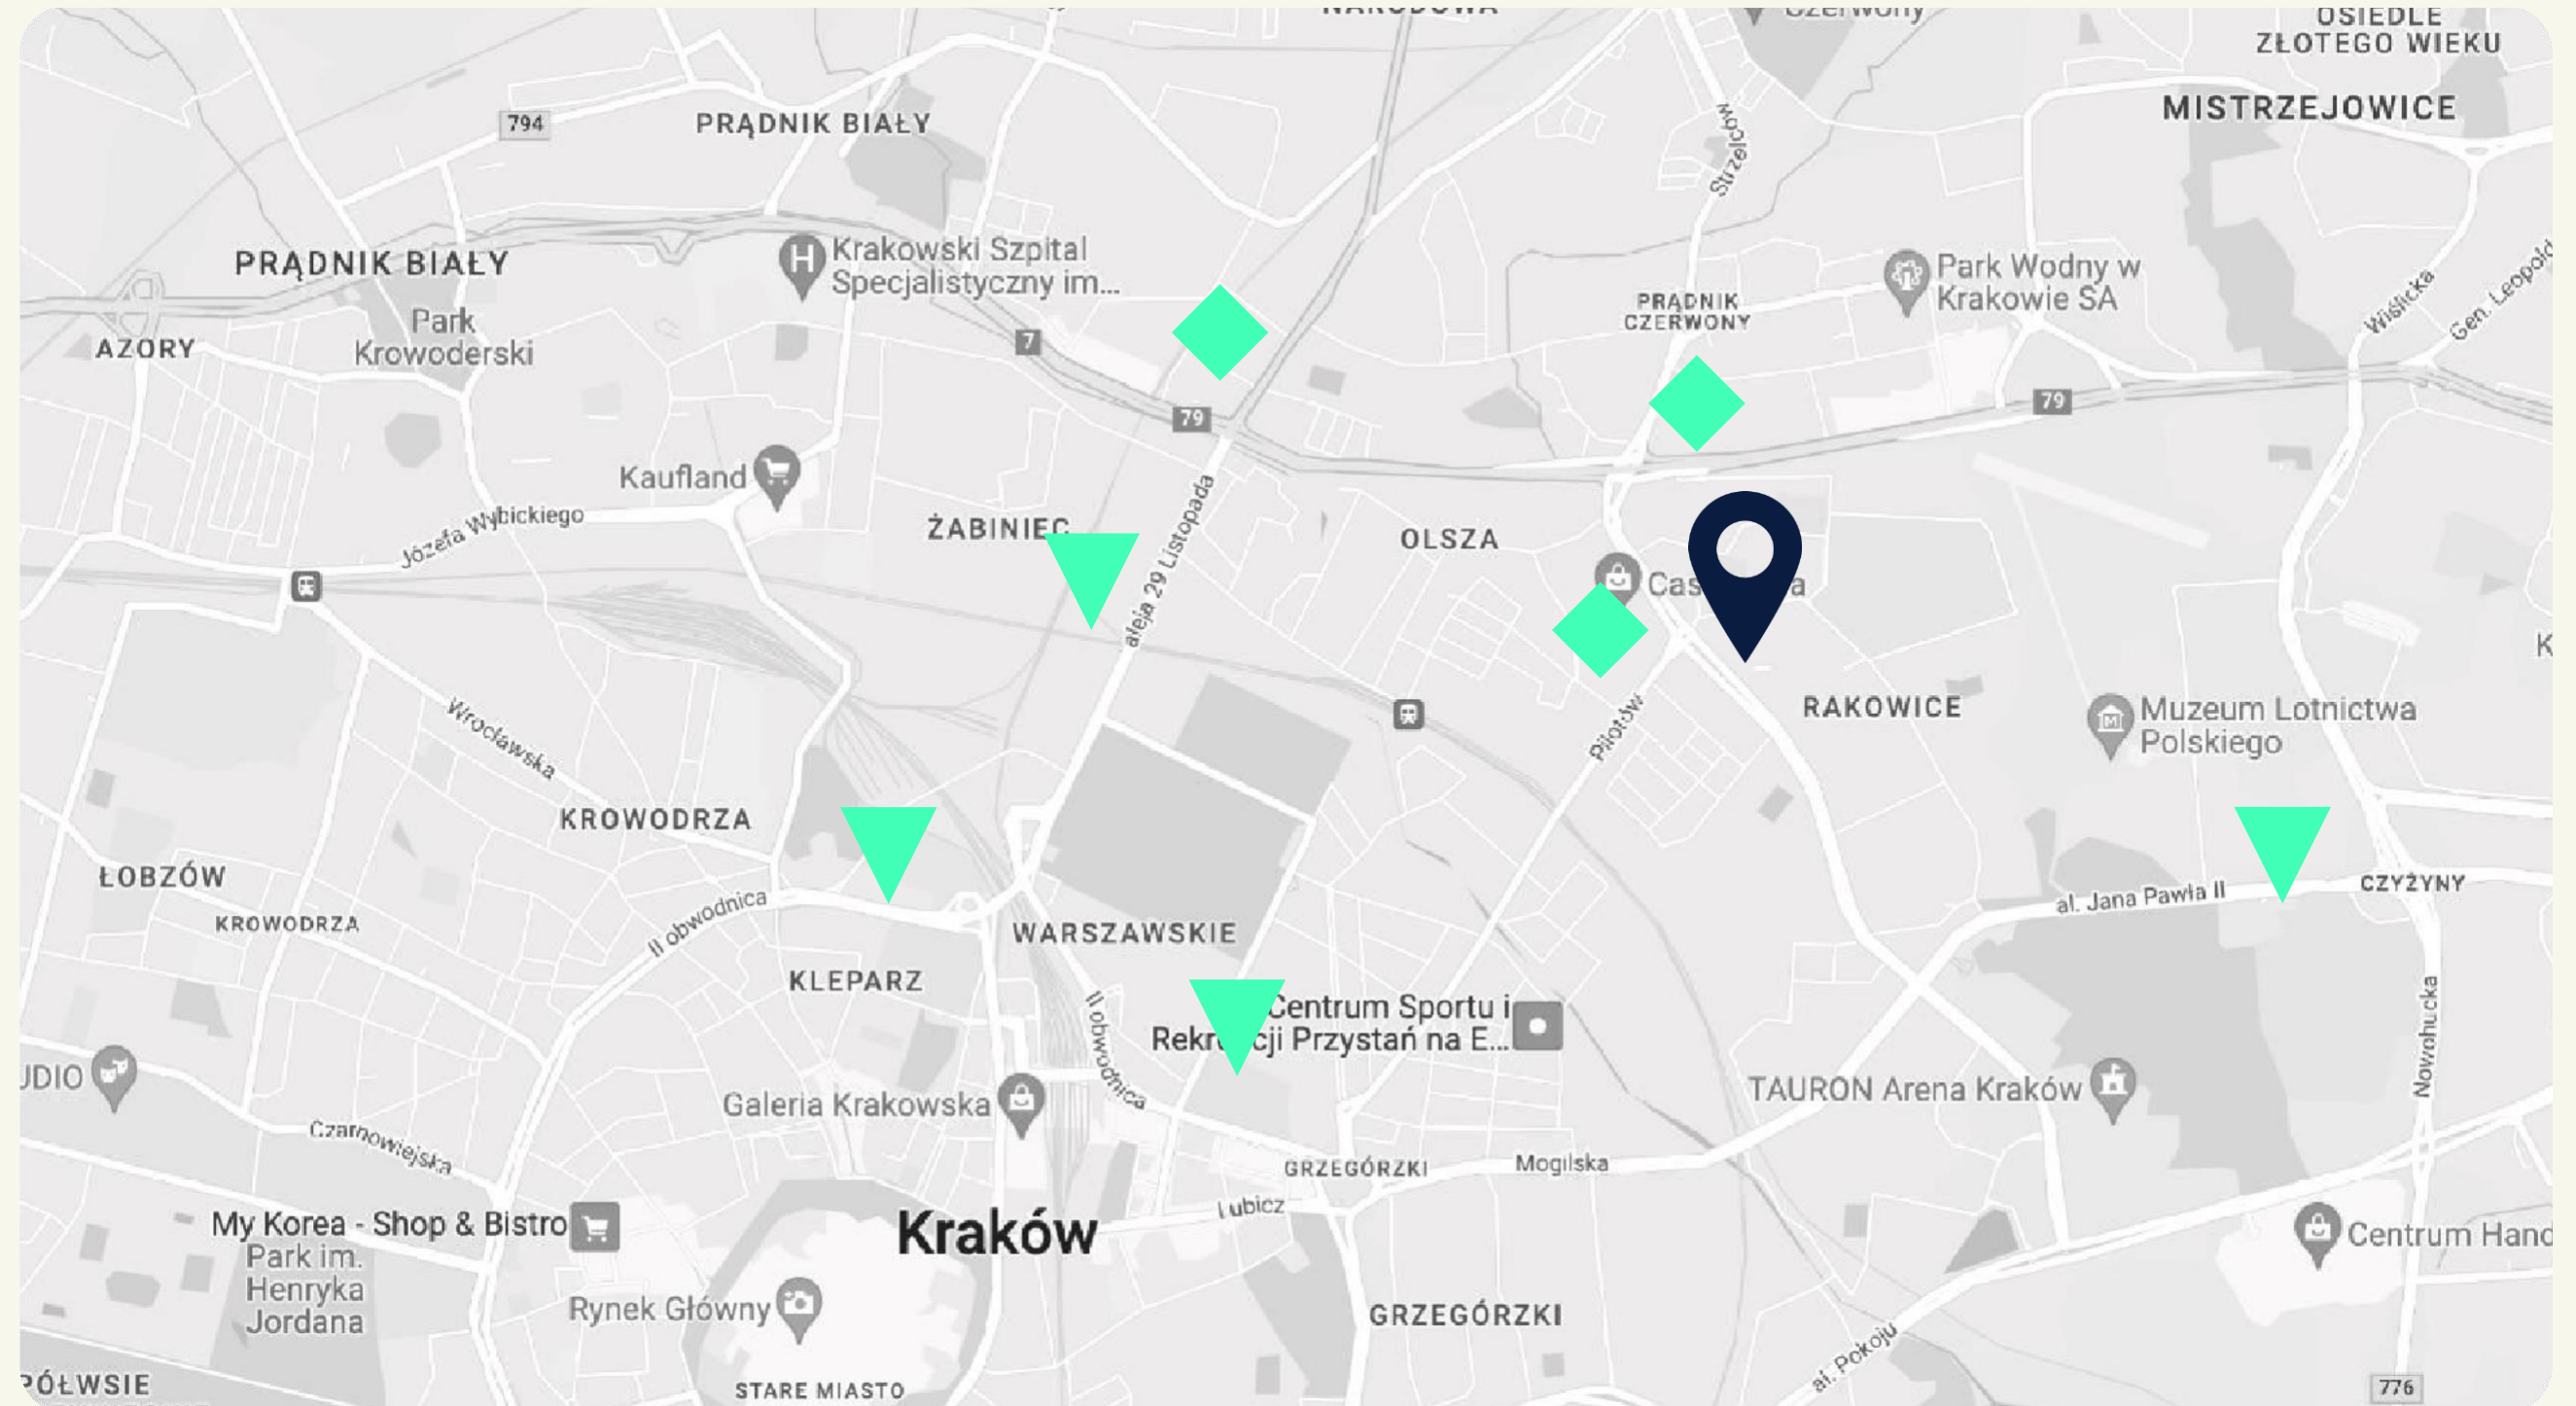 OSIEDLE
ZŁOTEGO WIEKU
MISTRZEJOWICE
794
PRĄDNIK BIAŁY
Strzelców
PRĄDNIK BIAŁY
Krakowski Szpital
Specjalistyczny im...
Park Wodny w
Krakowie SA
PRĄDNIK
CZERWONY
Wiślicka
Gen. Leopold
AZORY
Park
Krowoderski
7
79
79
Kaufland
Józefa Wybickiego
ŻABINIEC
aleja 29 Listopada
OLSZA
RAKOWICE
Pilotów
Muzeum Lotnictwa
Polskiego
Wrocławska
KROWODRZA
ŁOBZÓW
KROWODRZA
II obwodnica
WARSZAWSKIE
KLEPARZ
al. Jana Pawła II
CZYŻYNY
Centrum Sportu i
Przystań na E...
II obwodnica
Nowohucka
Galeria Krakowska
TAURON Arena Kraków
Czarnowiejska
GRZEGÓRZKI
Mogilska
Lubicz
My Korea - Shop & Bistro
Park im.
Henryka
Jordana
Kraków
Centrum Hand
Rynek Główny
GRZEGÓRZKI
al. Pokoju
STARE MIASTO
776